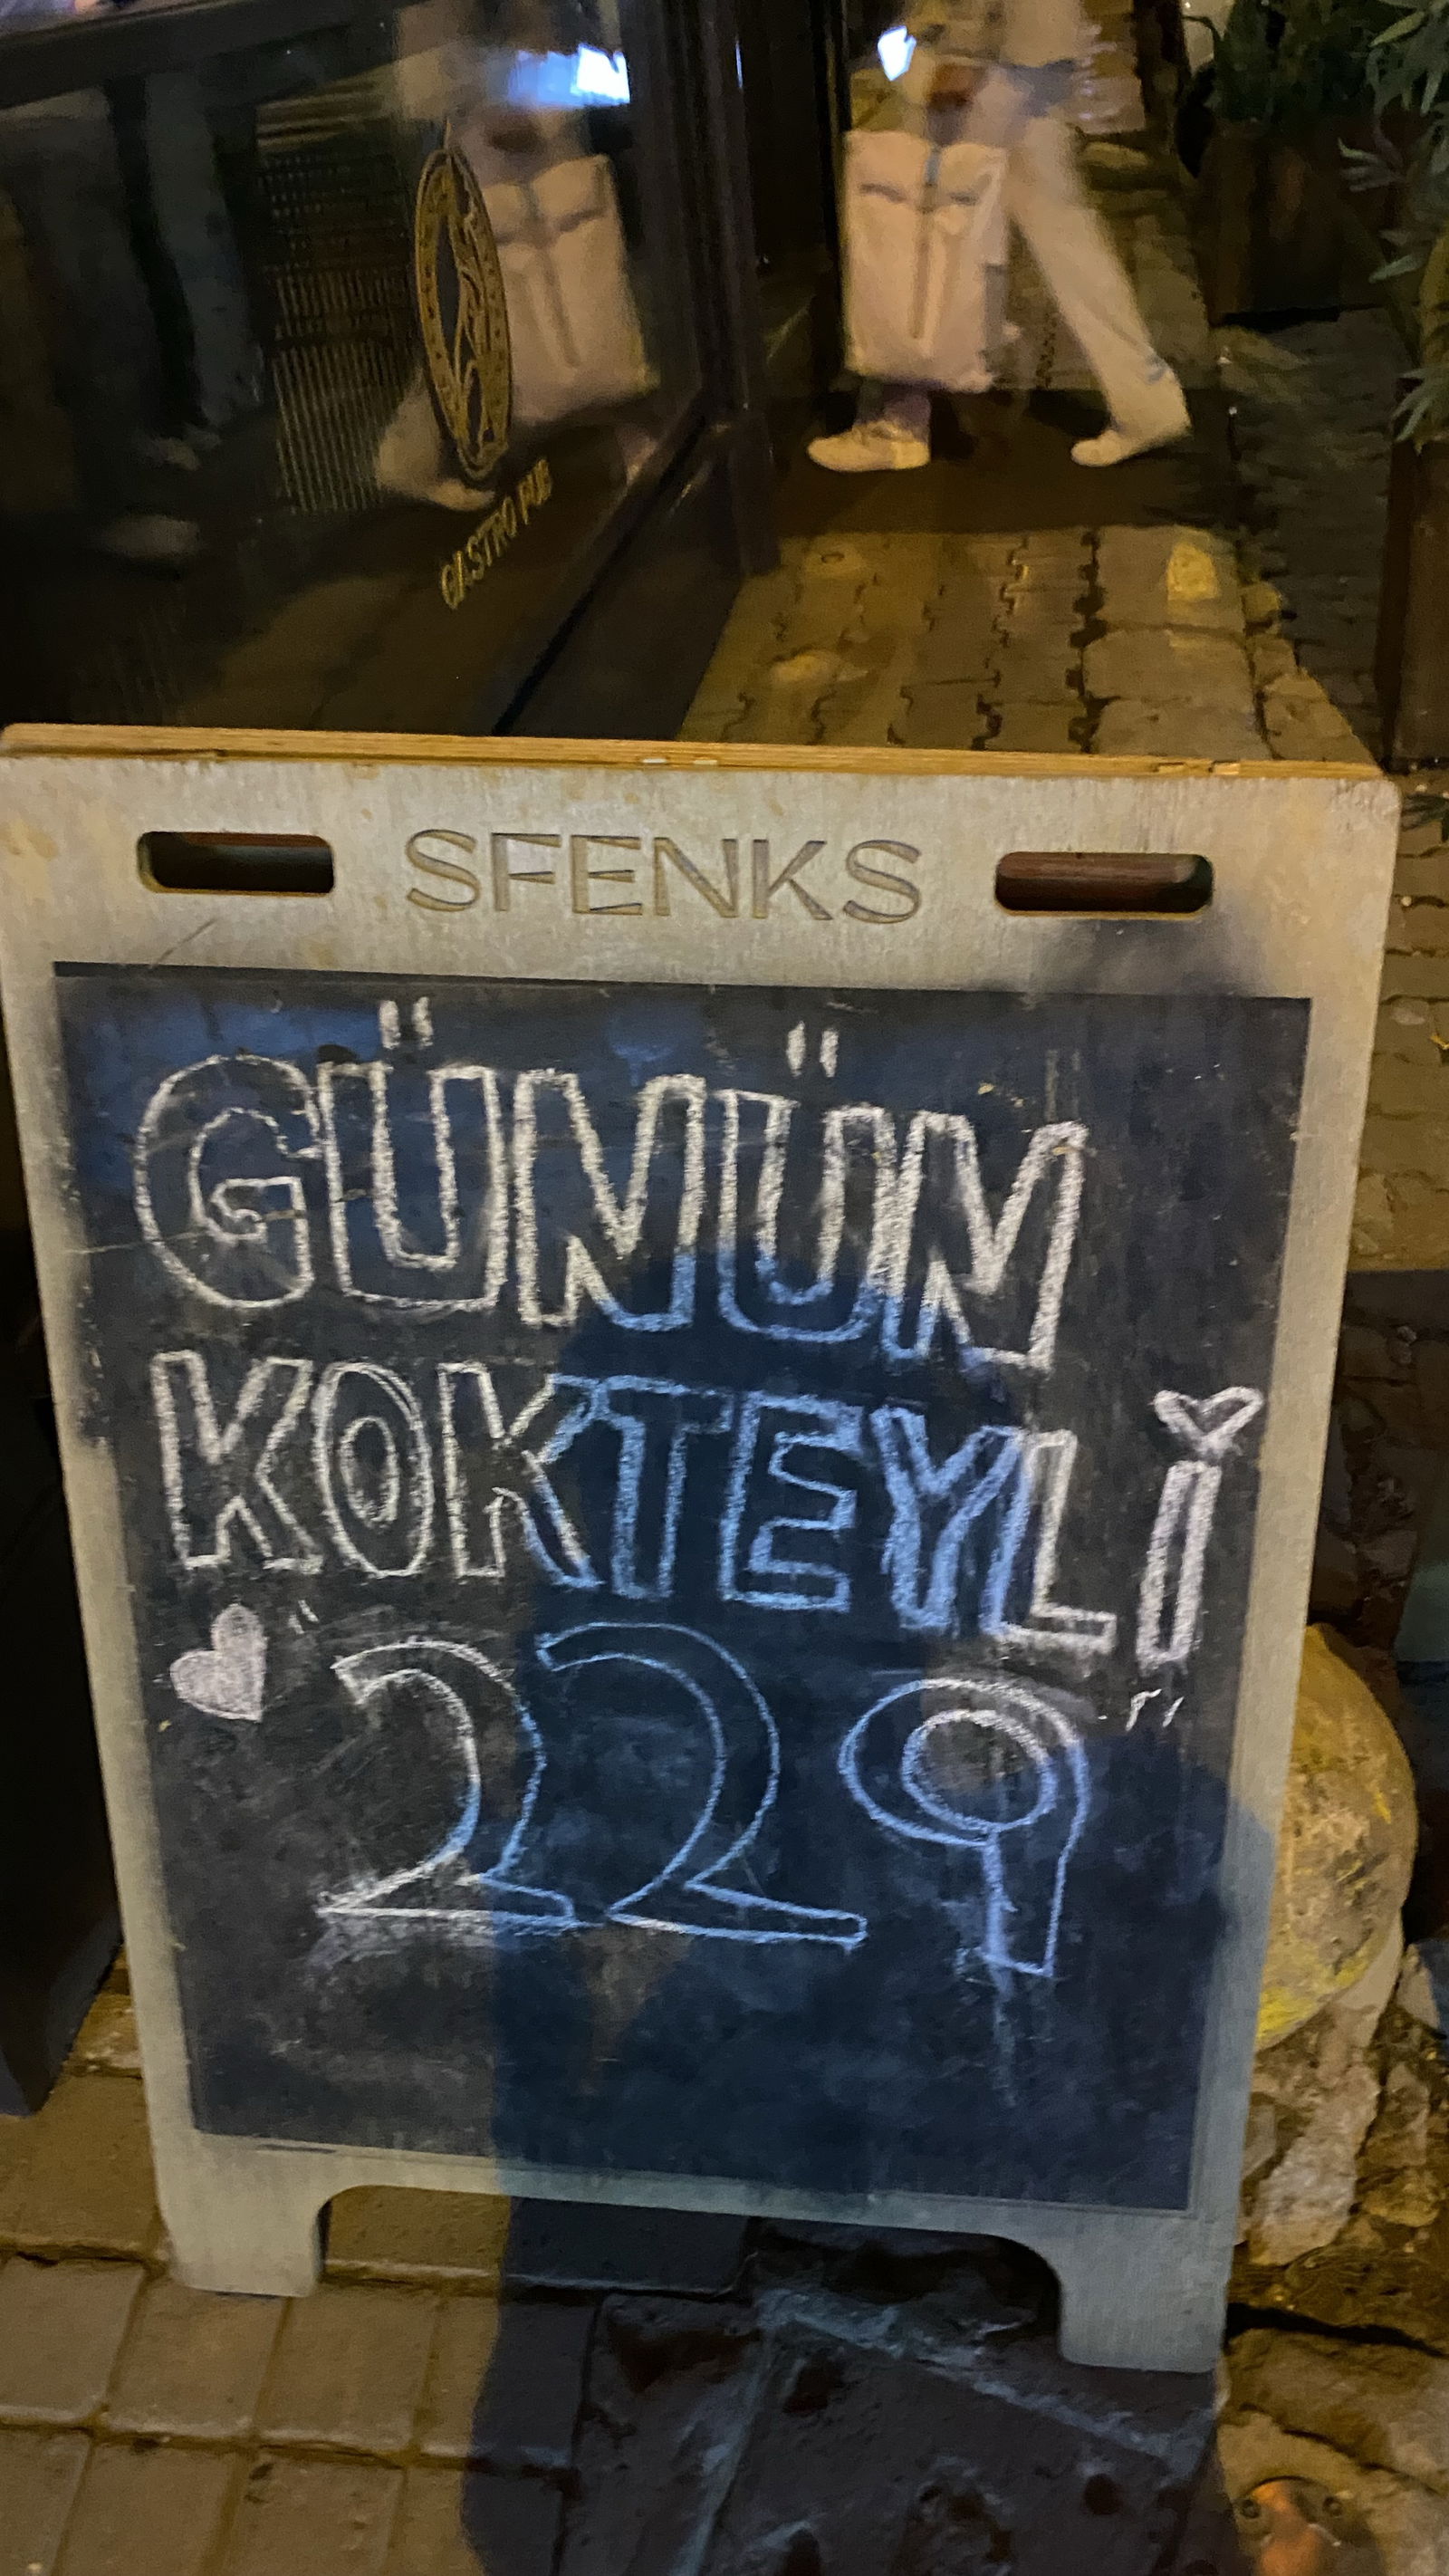 GASTRO PUB
SFENKS
GÜNÜN
KOKTEYLİ
"229"